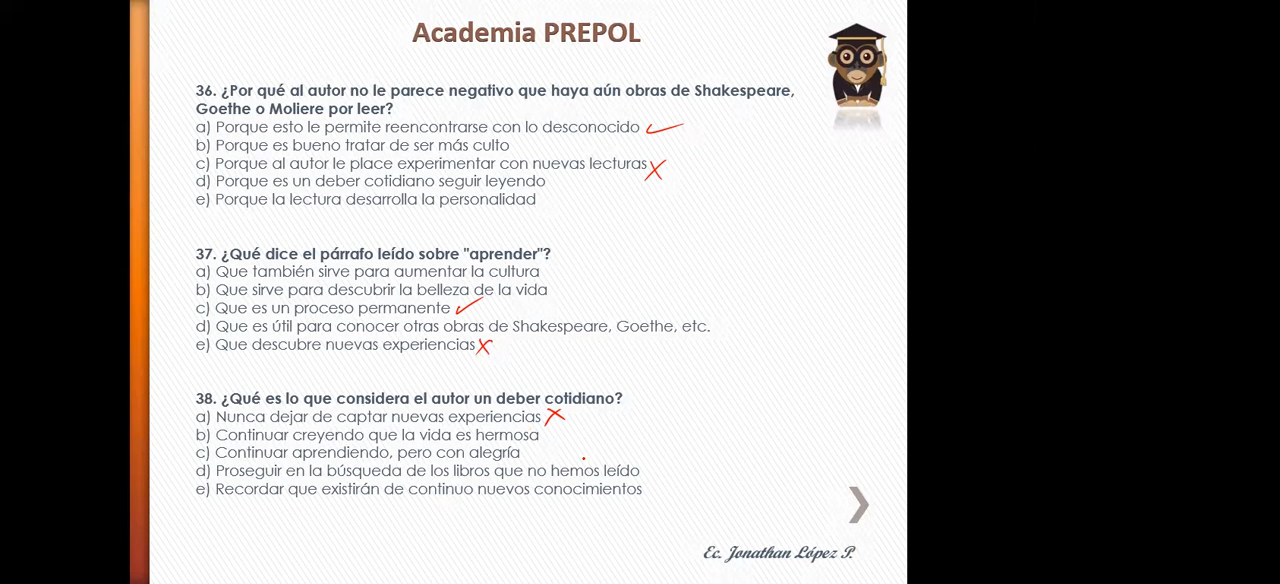 Academia PREPOL
36. ¿Por qué al autor no le parece negativo que haya aún obras de Shakespeare,
Goethe o Moliere por leer?
a) Porque esto le permite reencontrarse con lo desconocido
b) Porque es bueno tratar de ser más culto
c) Porque al autor le place experimentar con nuevas lecturas
d) Porque es un deber cotidiano seguir leyendo
e) Porque la lectura desarrolla la personalidad
37. ¿Qué dice el párrafo leído sobre "aprender"?
a) Que también sirve para aumentar la cultura
b) Que sirve para descubrir la belleza de la vida
c) Que es un proceso permanente
d) Que es útil para conocer otras obras de Shakespeare, Goethe, etc.
e) Que descubre nuevas experiencias
38. ¿Qué es lo que considera el autor un deber cotidiano?
a) Nunca dejar de captar nuevas experiencias
b) Continuar creyendo que la vida es hermosa
c) Continuar aprendiendo, pero con alegría
d) Proseguir en la búsqueda de los libros que no hemos leído
e) Recordar que existirán de continuo nuevos conocimientos
Ec. Jonathan López P.